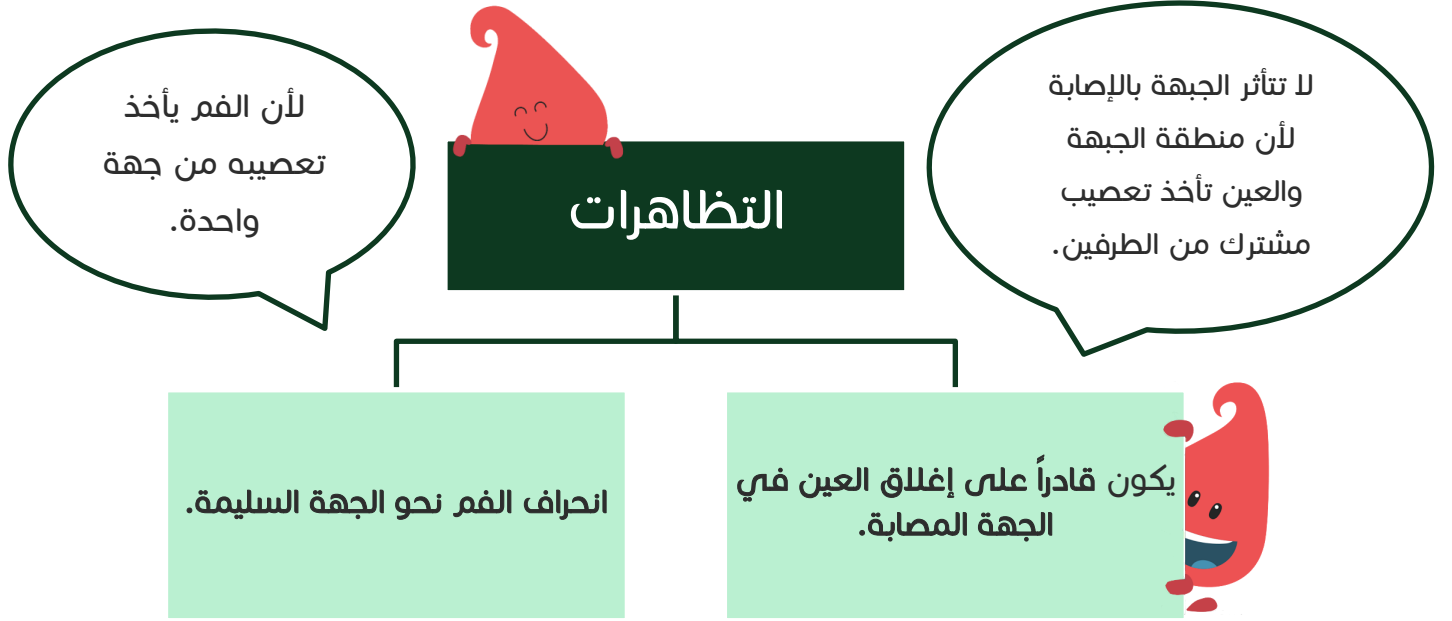 التظاهرات
لا تتأثر الجبهة بالإصابة
لأن منطقة الجبهة
والعين تأخذ تعصيب
مشترك من الطرفين.
يكون قادراً على إغلاق العين في
الجهة المصابة.
لأن الفم يأخذ
تعصيبه من جهة
واحدة.
انحراف الفم نحو الجهة السليمة.